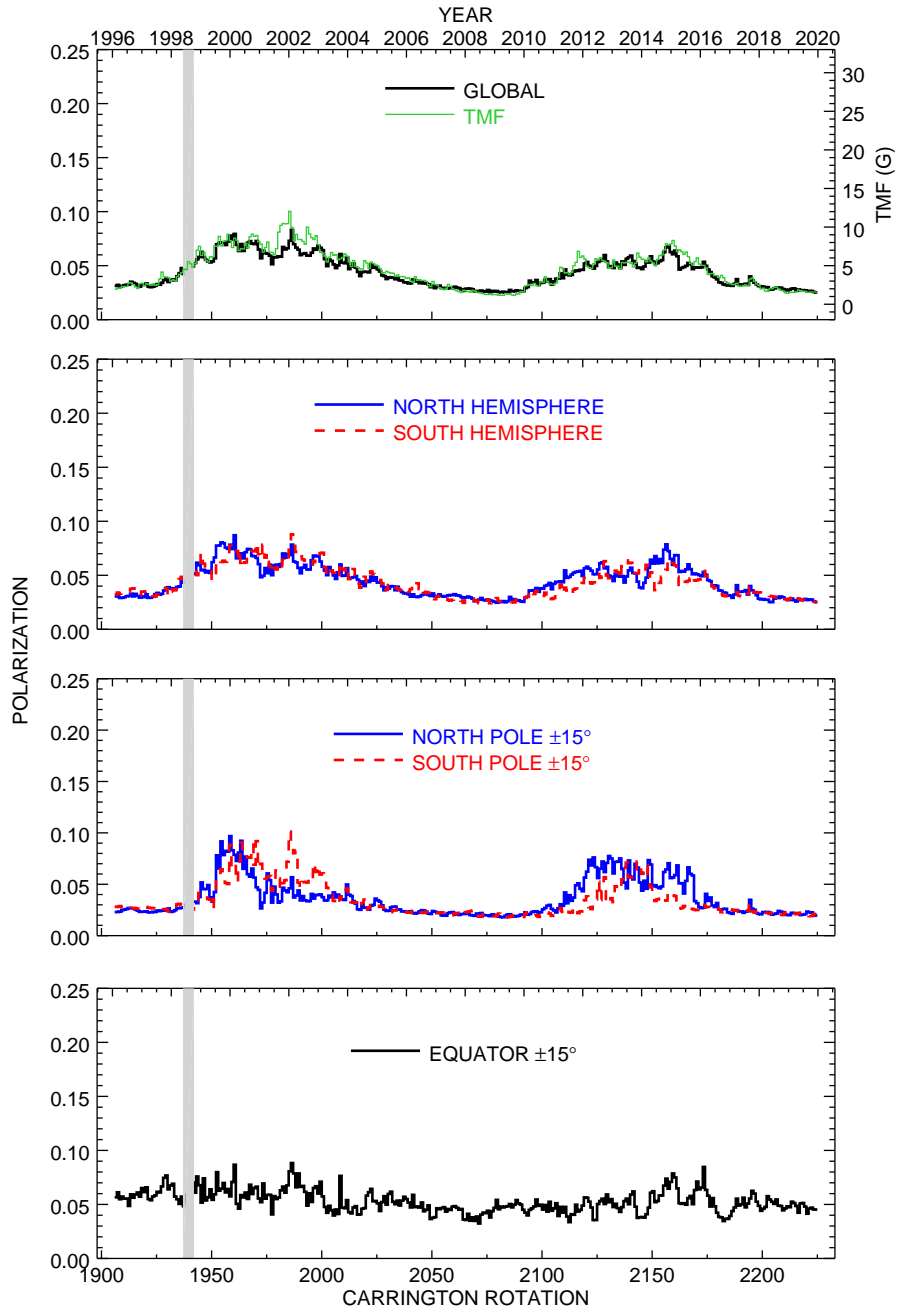 YEAR
1996 1998 2000 2002 2004 2006 2008 2010 2012 2014 2016 2018 2020
0.25
0.20
0.15
0.10
0.05
0.00
GLOBAL
TMF
30
25
20
15
10
5
0
TMF (G)
0.25
0.20
0.15
0.10
0.05
0.00
NORTH HEMISPHERE
SOUTH HEMISPHERE
POLARIZATION
0.25
0.20
0.15
0.10
0.05
0.00
NORTH POLE ±15°
SOUTH POLE ±15°
0.25
0.20
0.15
0.10
0.05
0.00
EQUATOR ±15°
1900 1950 2000 2050 2100 2150 2200
CARRINGTON ROTATION